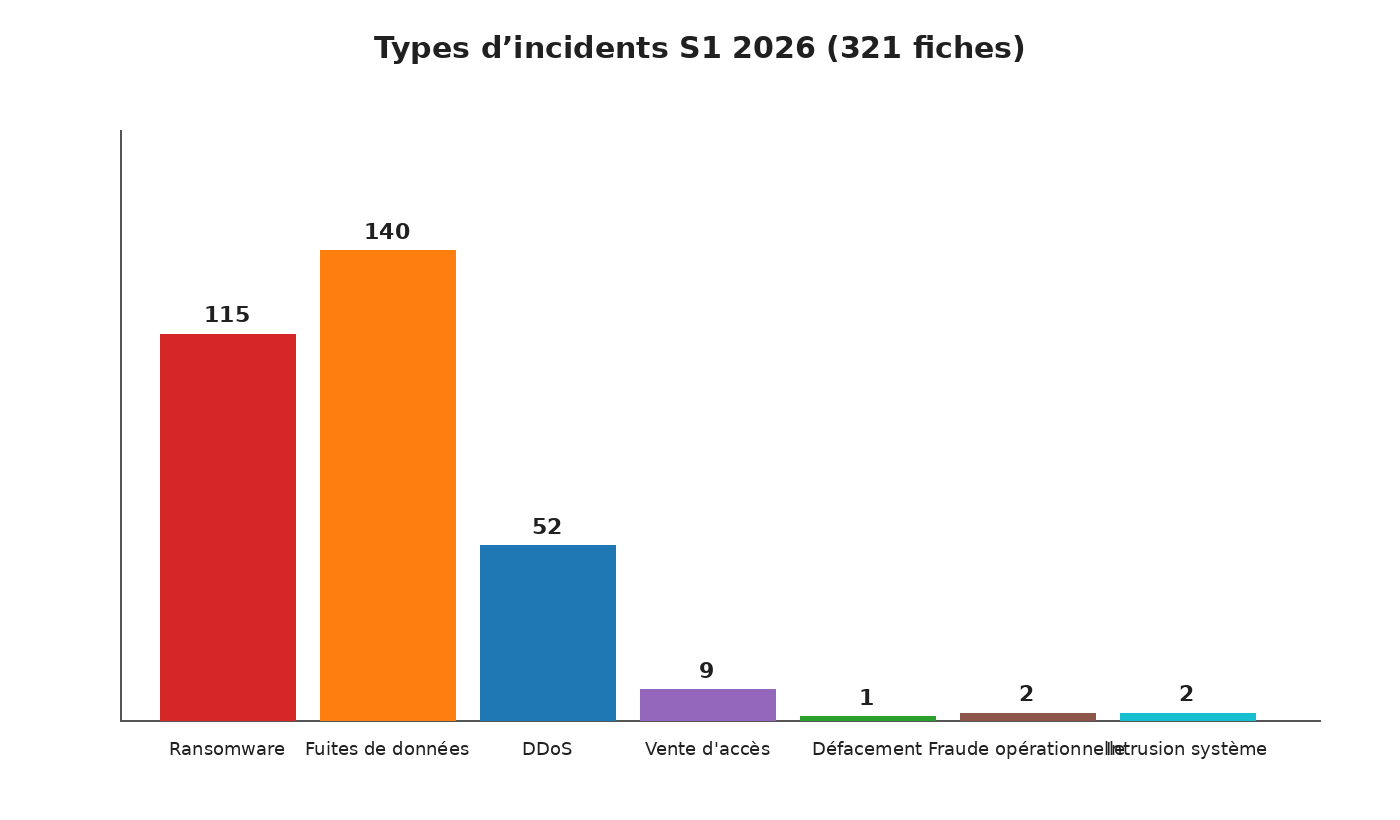 Types d’incidents S1 2026 (321 fiches)
140
115
52
9
1
2
2
Ransomware
Fuites de données
DDoS
Vente d'accès
Défacement
Fraude opérationnelle
Intrusion système